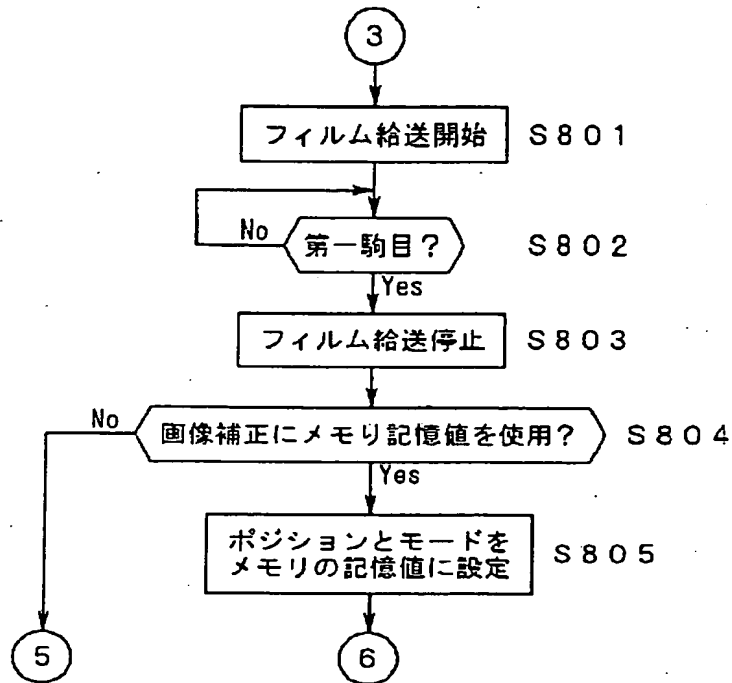 3
フィルム給送開始 S801
No 第一駒目? S802
Yes
フィルム給送停止 S803
No 画像補正にメモリ記憶値を使用? S804
Yes
ポジションとモードを
メモリの記憶値に設定 S805
5 6